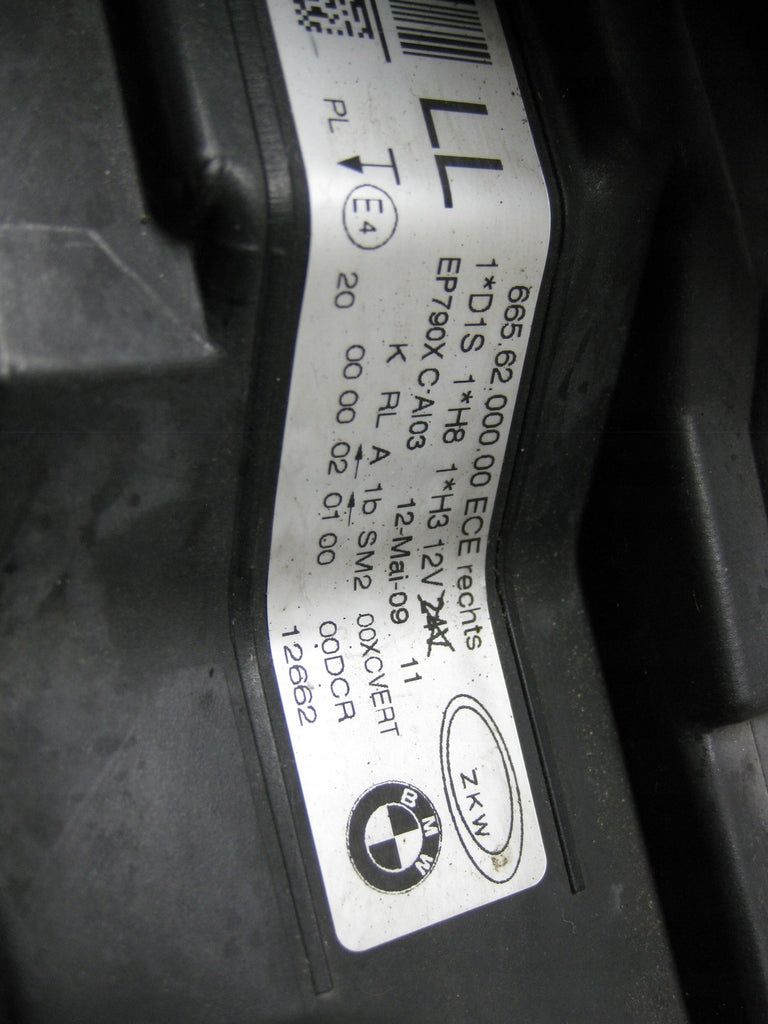 LL
665.62.000.00 ECE rechts
1*D1S 1*H8 1*H3 12V 24V
EP790X C-AI03 12-Mai-09 11
K RL A 1b SM2 00XCVERT
PL E4 20 00 00 02 01 00 00DCR
12662
ZKW
BMW